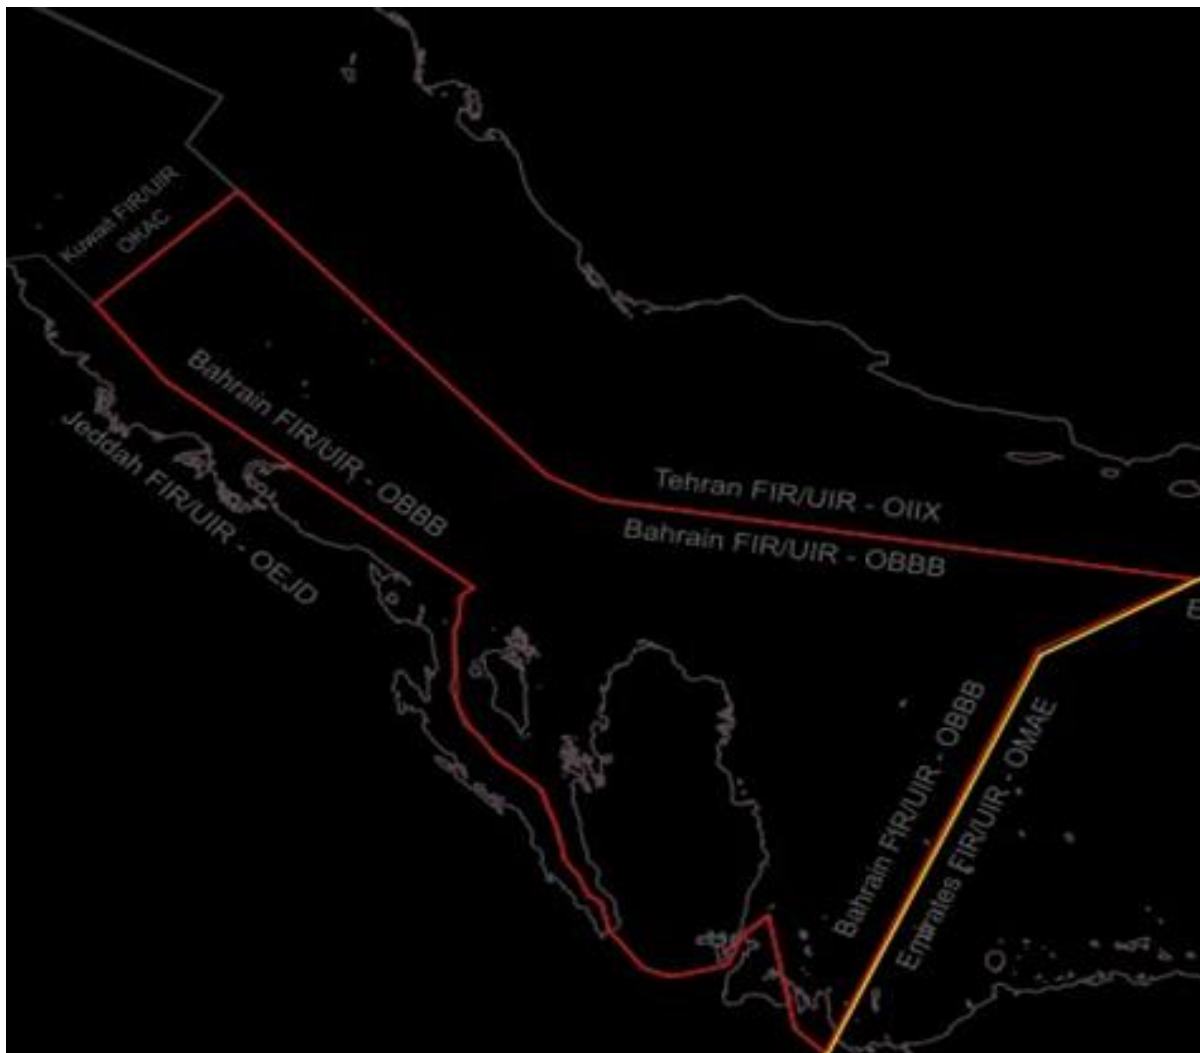 Kuwait FIR/UIR
OKAC
Bahrain FIR/UIR - OBBB
Jeddah FIR/UIR - OEJD
Tehran FIR/UIR - OIIX
Bahrain FIR/UIR - OBBB
Bahrain FIR/UIR - OBBB
Emirates FIR/UIR - OMAE